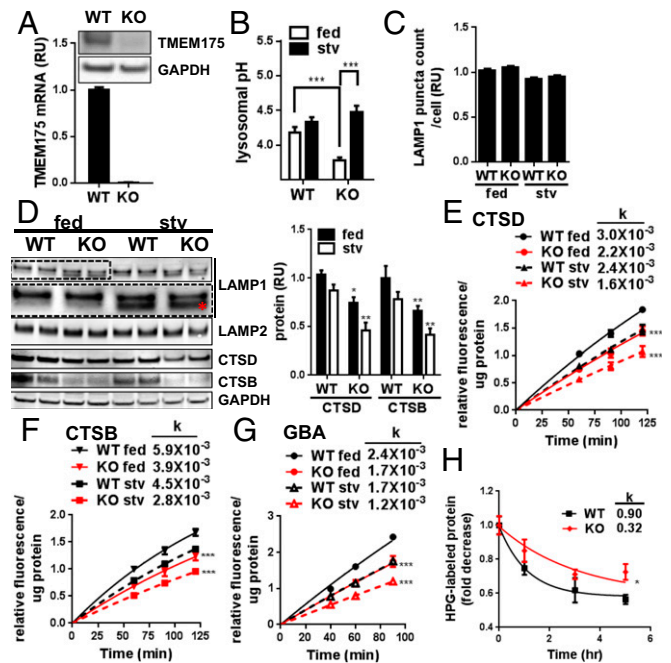 A
WT KO
TMEM175
GAPDH
TMEM175 mRNA (RU)
1.5
1.0
0.5
0.0
WT KO
B
fed
stv
lysosomal pH
5.5
5.0
4.5
4.0
***
***
WT KO
C
LAMP1 puncta count
/cell (RU)
1.5
1.0
0.5
0.0
WT KO WT KO
fed stv
D
fed stv
WT KO WT KO
LAMP1
LAMP2
CTSD
CTSB
GAPDH
protein (RU)
1.5
1.0
0.5
0.0
fed
stv
*
**
**
**
WT KO WT KO
CTSD CTSB
E
CTSD
k
WT fed 3.0X10-3
KO fed 2.2X10-3
WT stv 2.4X10-3
KO stv 1.6X10-3
relative fluorescence/
ug protein
2.5
2.0
1.5
1.0
0.5
0.0
***
***
0 25 50 75 100 125
Time (min)
F
CTSB
k
WT fed 5.9X10-3
KO fed 3.9X10-3
WT stv 4.5X10-3
KO stv 2.8X10-3
relative fluorescence/
ug protein
2.0
1.5
1.0
0.5
0.0
***
***
0 25 50 75 100 125
Time (min)
G
GBA
k
WT fed 2.4X10-3
KO fed 1.7X10-3
WT stv 1.7X10-3
KO stv 1.2X10-3
relative fluorescence/
ug protein
3
2
1
0
***
***
0 20 40 60 80 100
Time (min)
H
k
WT 0.90
KO 0.32
HPG-labeled protein
(fold decrease)
1.2
1.0
0.8
0.6
0.4
*
0 2 4 6
Time (hr)